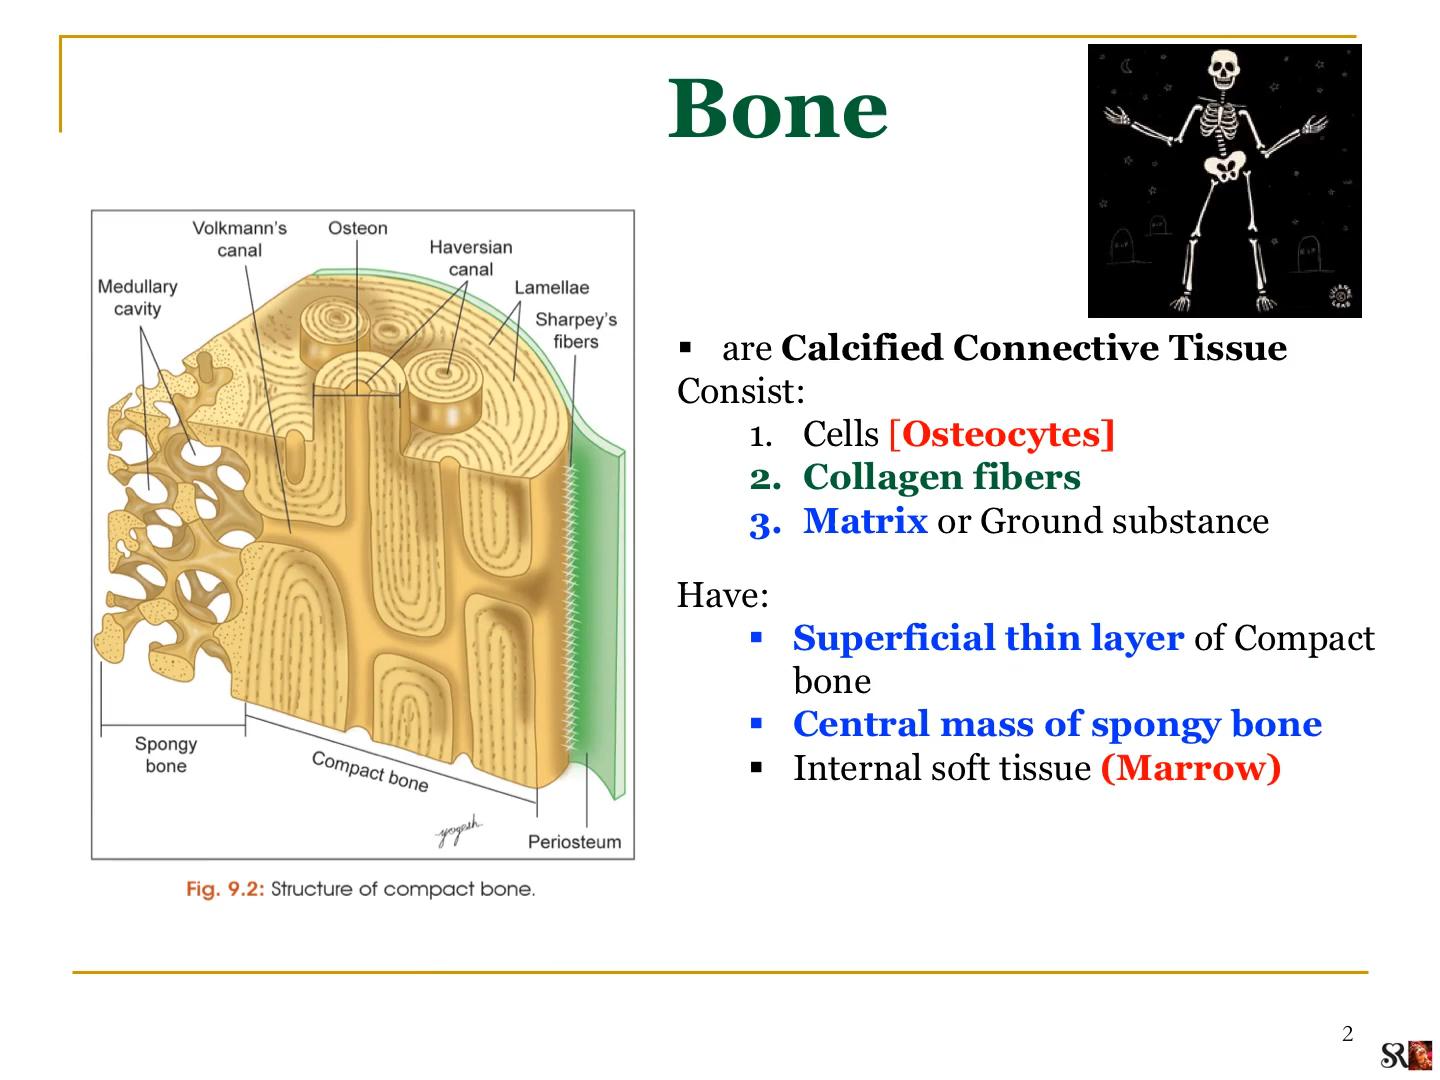 Bone
Volkmann's
canal
Osteon
Haversian
canal
Medullary
cavity
Lamellae
Sharpey's
fibers
Spongy
bone
Compact bone
yogesh
Periosteum
Fig. 9.2: Structure of compact bone.
▪ are Calcified Connective Tissue
Consist:
1. Cells [Osteocytes]
2. Collagen fibers
3. Matrix or Ground substance
Have:
▪ Superficial thin layer of Compact
bone
▪ Central mass of spongy bone
▪ Internal soft tissue (Marrow)
2
SR